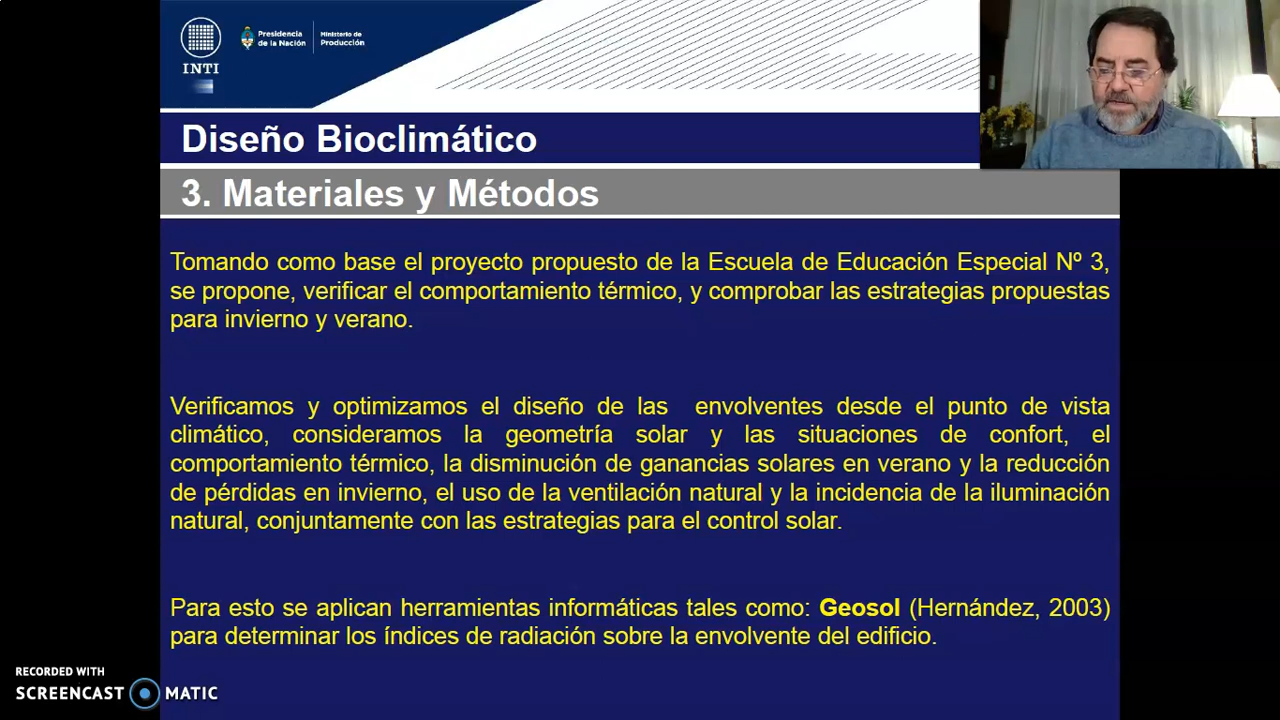 INTI
Presidencia
de la Nación
Ministerio de
Producción
Diseño Bioclimático
3. Materiales y Métodos
Tomando como base el proyecto propuesto de la Escuela de Educación Especial Nº 3,
se propone, verificar el comportamiento térmico, y comprobar las estrategias propuestas
para invierno y verano.
Verificamos y optimizamos el diseño de las envolventes desde el punto de vista
climático, consideramos la geometría solar y las situaciones de confort, el
comportamiento térmico, la disminución de ganancias solares en verano y la reducción
de pérdidas en invierno, el uso de la ventilación natural y la incidencia de la iluminación
natural, conjuntamente con las estrategias para el control solar.
Para esto se aplican herramientas informáticas tales como: Geosol (Hernández, 2003)
para determinar los índices de radiación sobre la envolvente del edificio.
RECORDED WITH
SCREENCAST MATIC